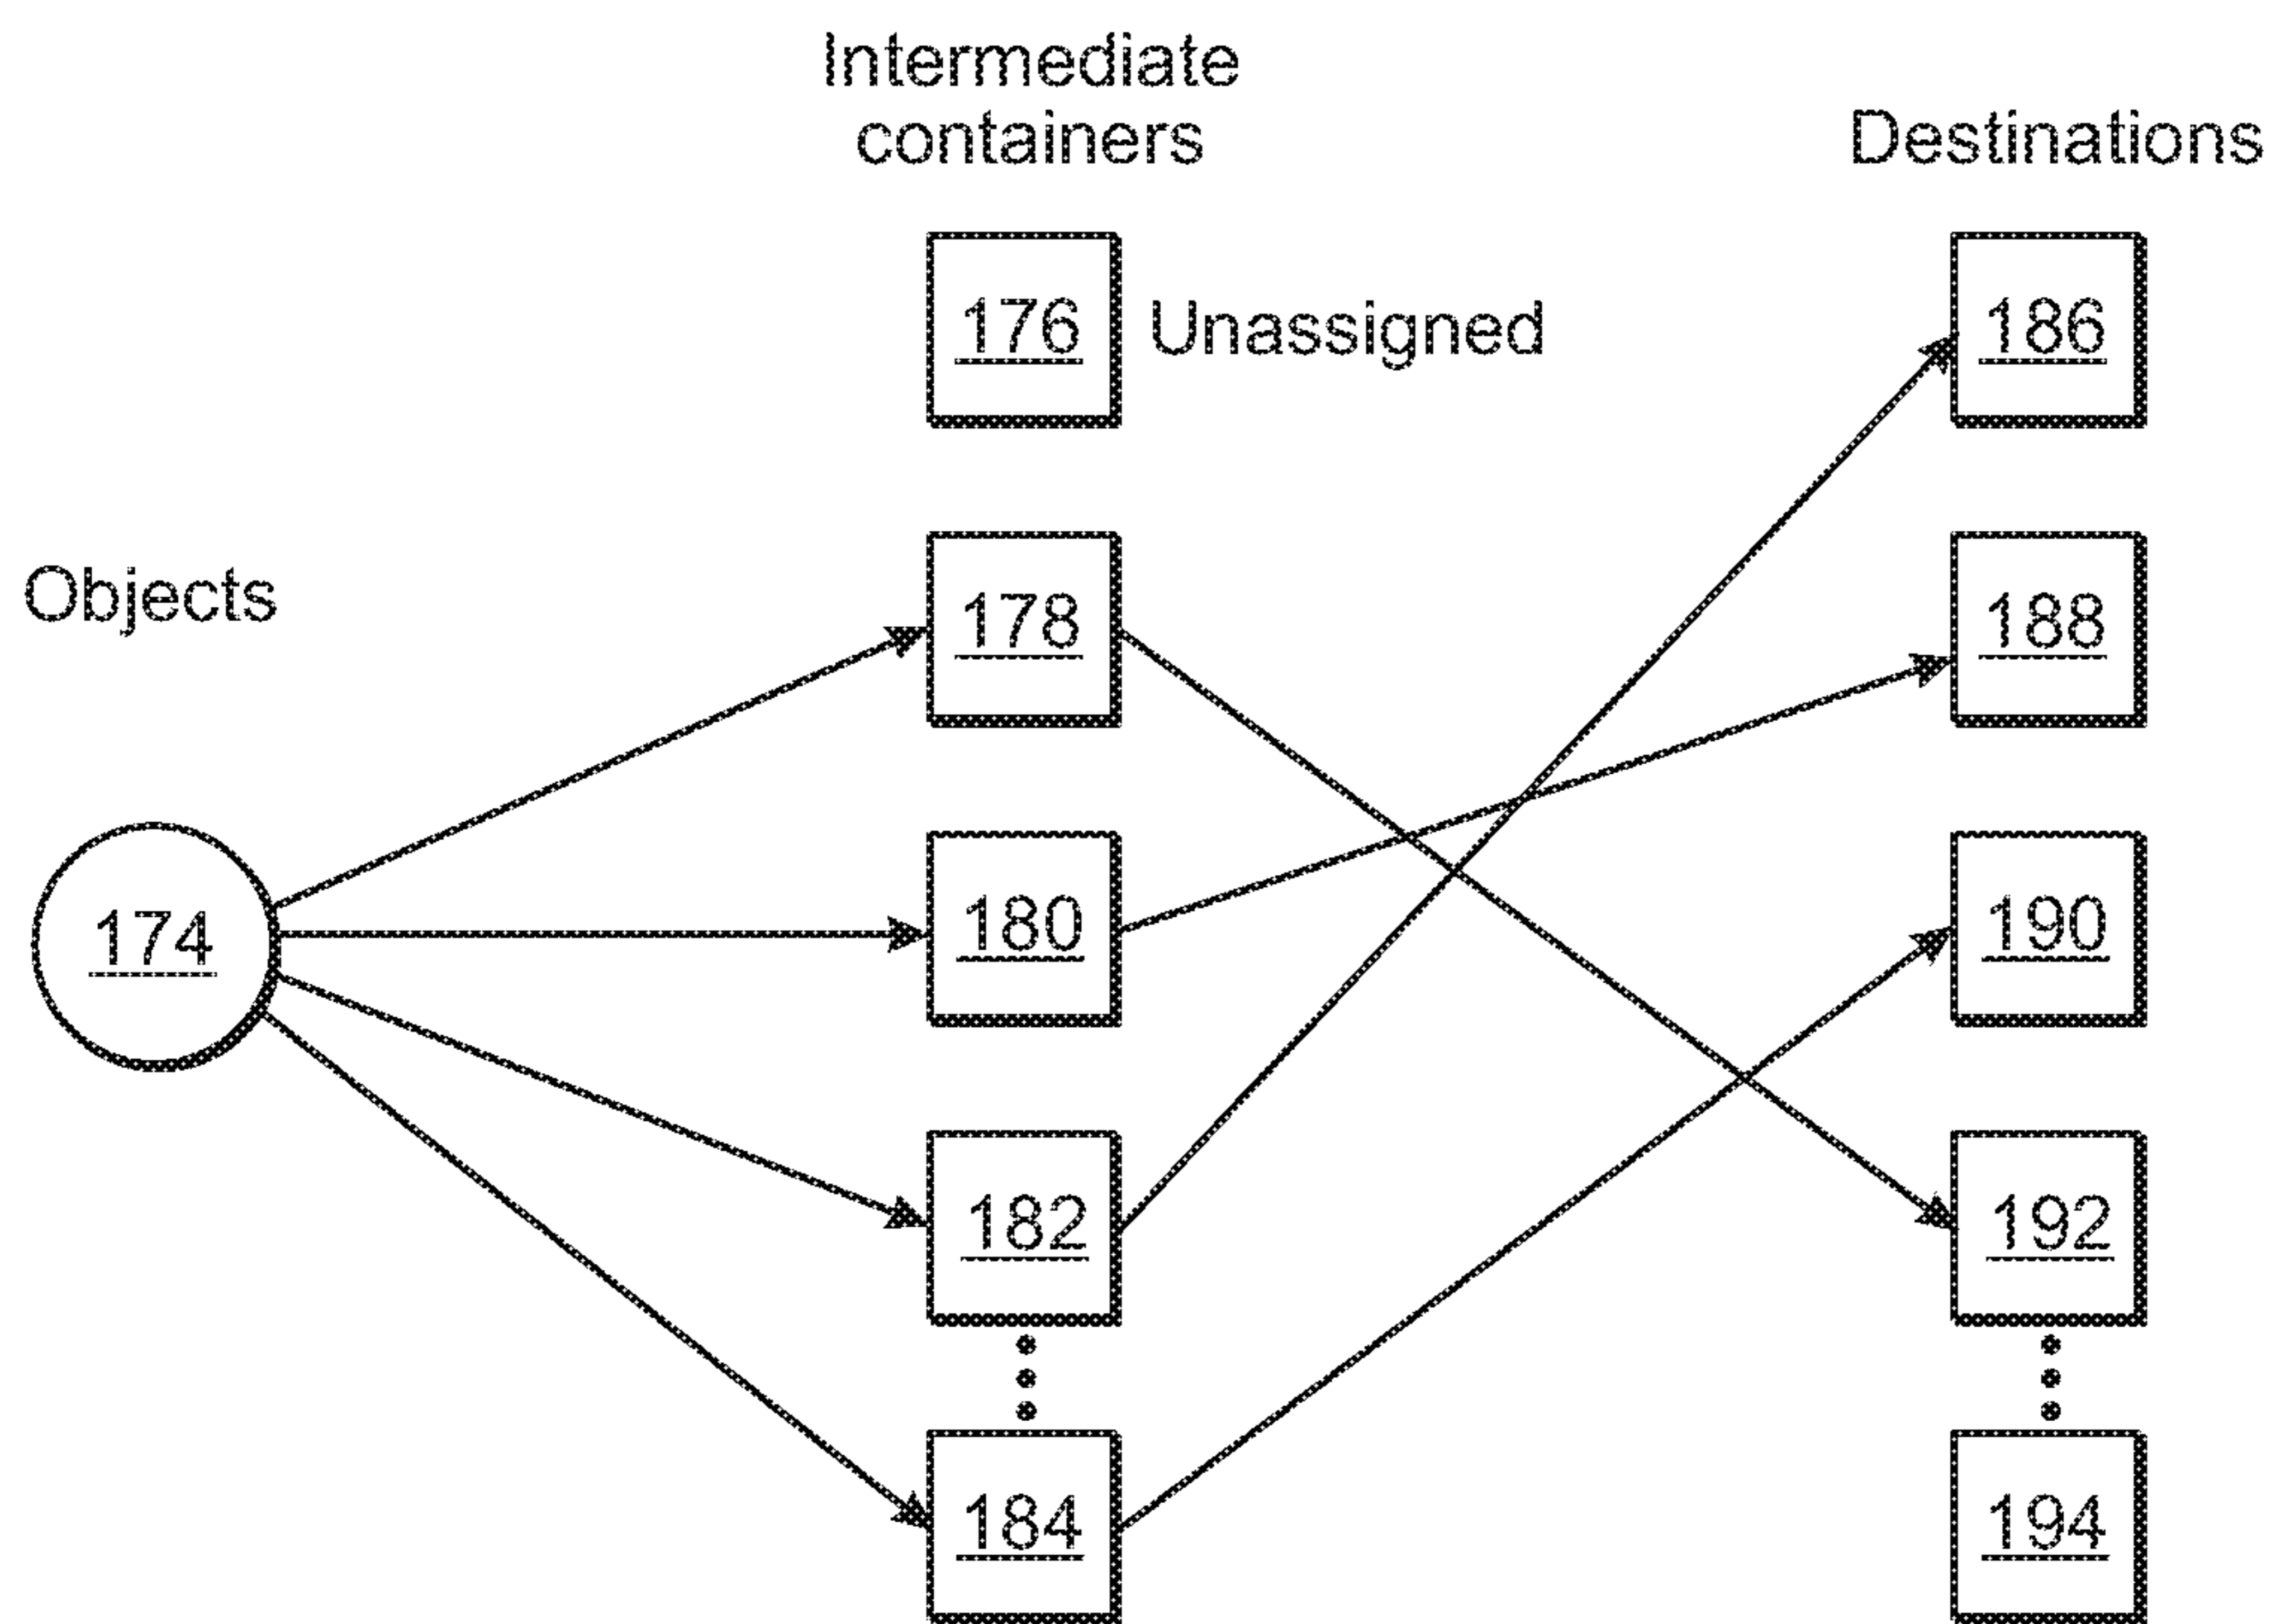 Intermediate
containers
Destinations
176 Unassigned
186
Objects
178
188
174
180
190
182
192
184
194